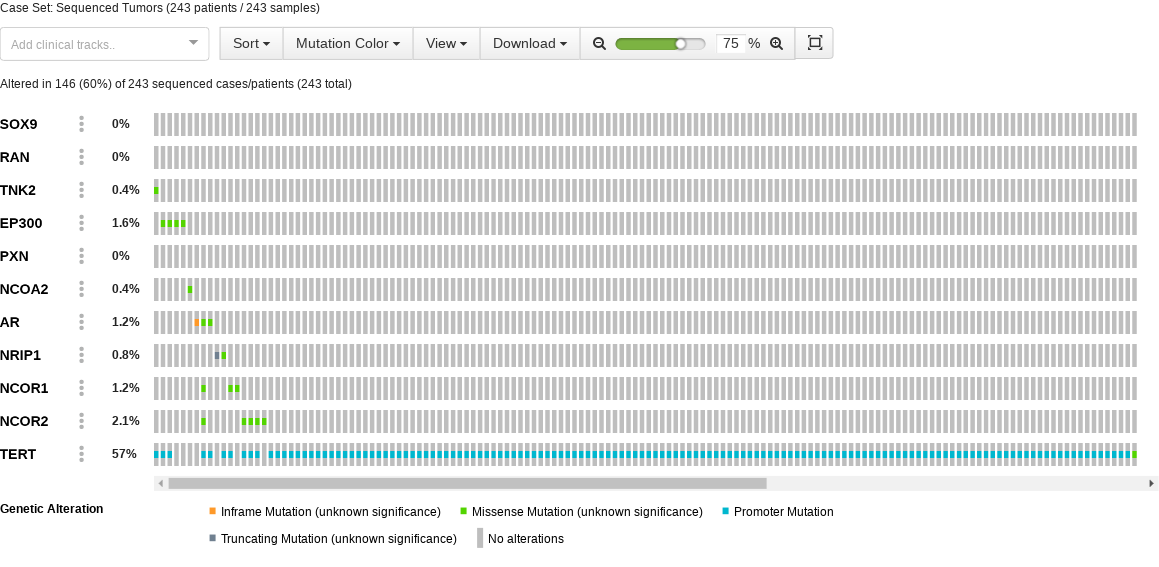 Case Set: Sequenced Tumors (243 patients / 243 samples)
Add clinical tracks..
Sort
Mutation Color
View
Download
75 %
Altered in 146 (60%) of 243 sequenced cases/patients (243 total)
SOX9 0%
RAN 0%
TNK2 0.4%
EP300 1.6%
PXN 0%
NCOA2 0.4%
AR 1.2%
NRIP1 0.8%
NCOR1 1.2%
NCOR2 2.1%
TERT 57%
Genetic Alteration
Inframe Mutation (unknown significance)
Missense Mutation (unknown significance)
Promoter Mutation
Truncating Mutation (unknown significance)
No alterations